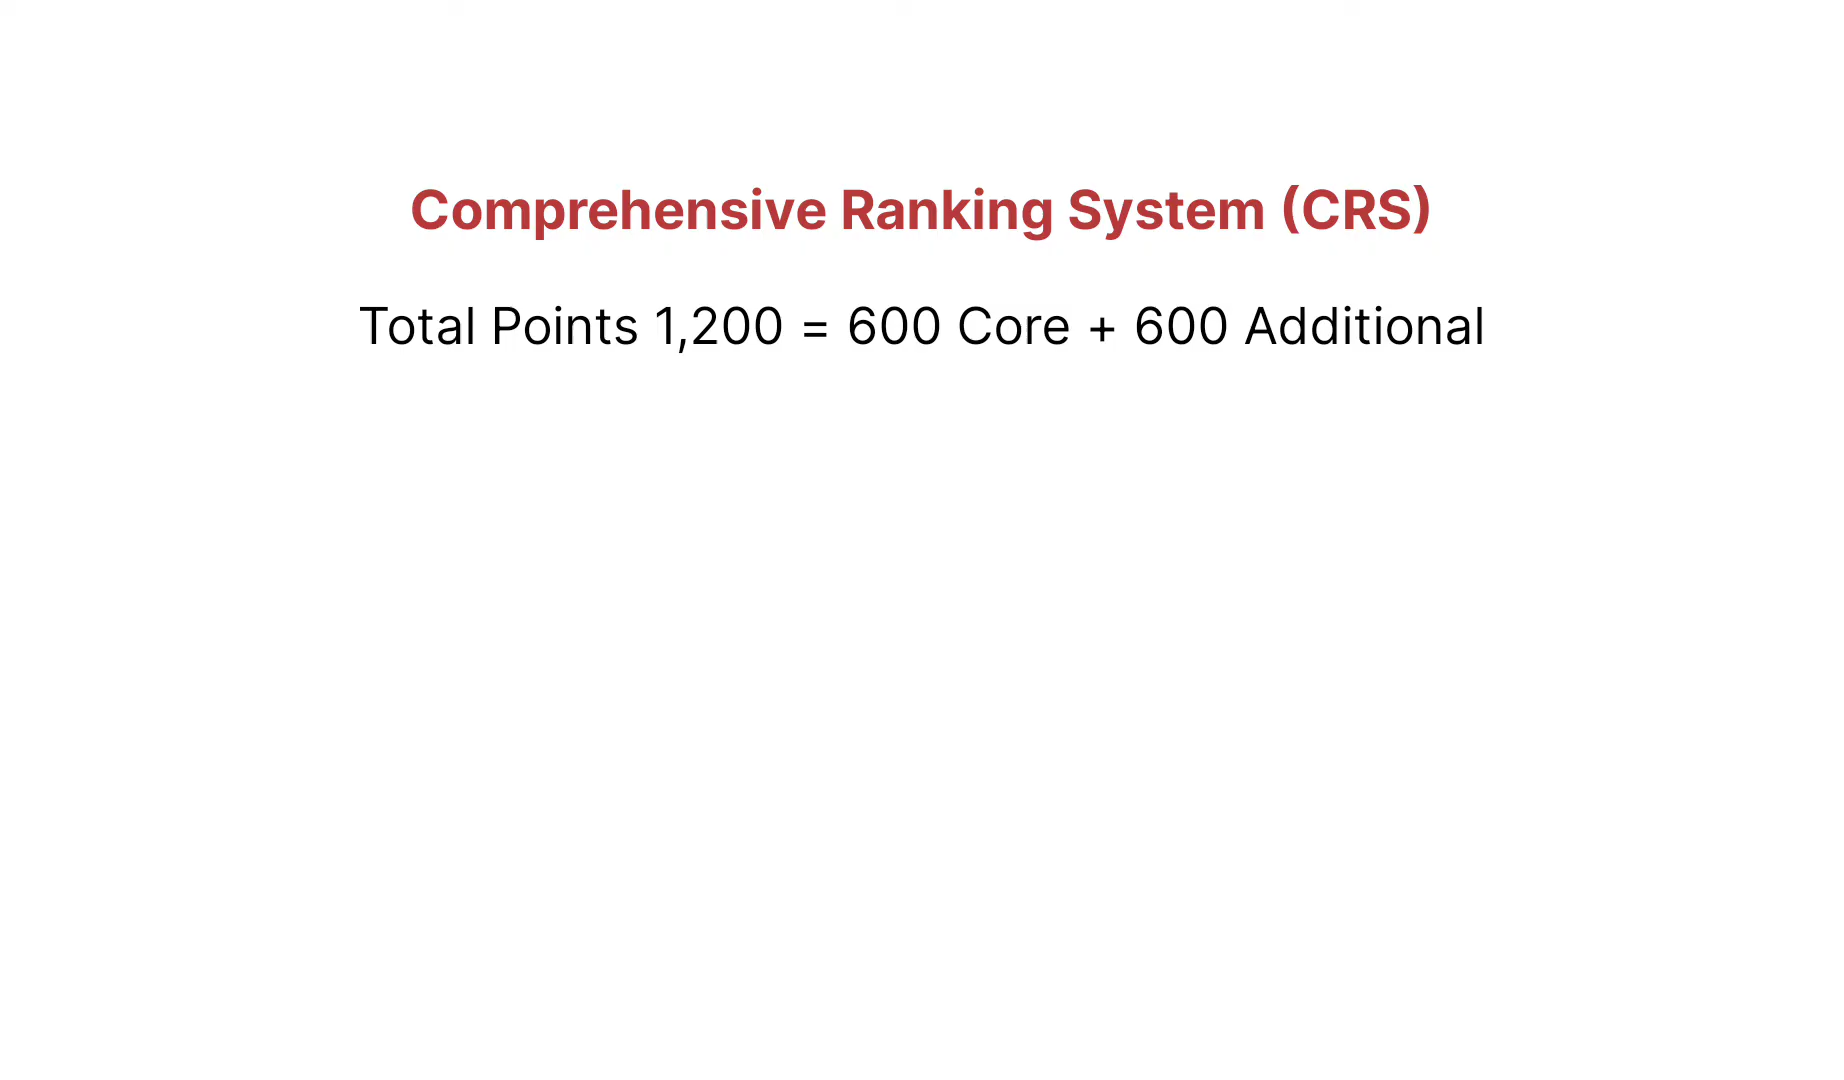 Comprehensive Ranking System (CRS)
Total Points 1,200 = 600 Core + 600 Additional